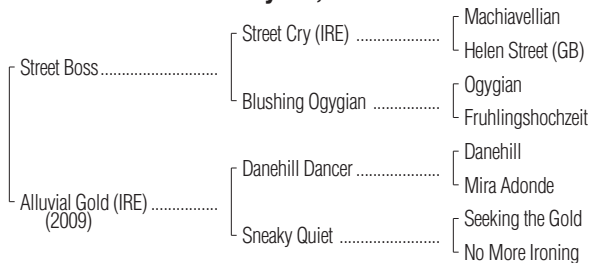 Machiavellian
Street Cry (IRE) ..................
Helen Street (GB)
Street Boss.............................
Ogygian
Blushing Ogygian ................
Fruhlingshochzeit
Danehill
Danehill Dancer ....................
Mira Adonde
Alluvial Gold (IRE) ................
(2009)
Seeking the Gold
Sneaky Quiet ........................
No More Ironing